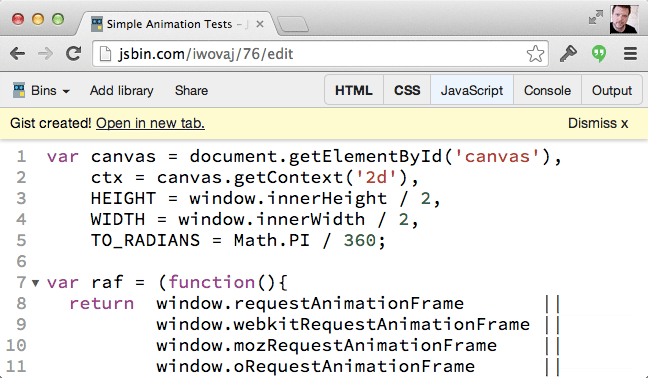 Simple Animation Tests -
jsbin.com/iwovaj/76/edit
Bins Add library Share HTML CSS JavaScript Console Output
Gist created! Open in new tab. Dismiss x
1 var canvas = document.getElementById('canvas'),
2 ctx = canvas.getContext('2d'),
3 HEIGHT = window.innerHeight / 2,
4 WIDTH = window.innerWidth / 2,
5 TO_RADIANS = Math.PI / 360;
6
7 var raf = (function(){
8 return window.requestAnimationFrame ||
9 window.webkitRequestAnimationFrame ||
10 window.mozRequestAnimationFrame ||
11 window.oRequestAnimationFrame ||